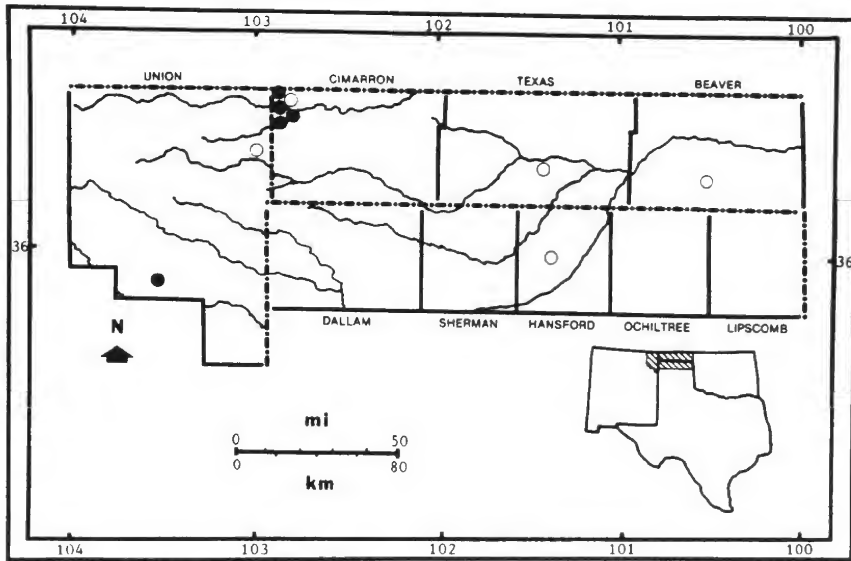 104 103 102 101 100
UNION CIMARRON TEXAS BEAVER
36 36
DALLAM SHERMAN HANSFORD OCHILTREE LIPSCOMB
N
mi
0 50
0 80
km
104 103 102 101 100